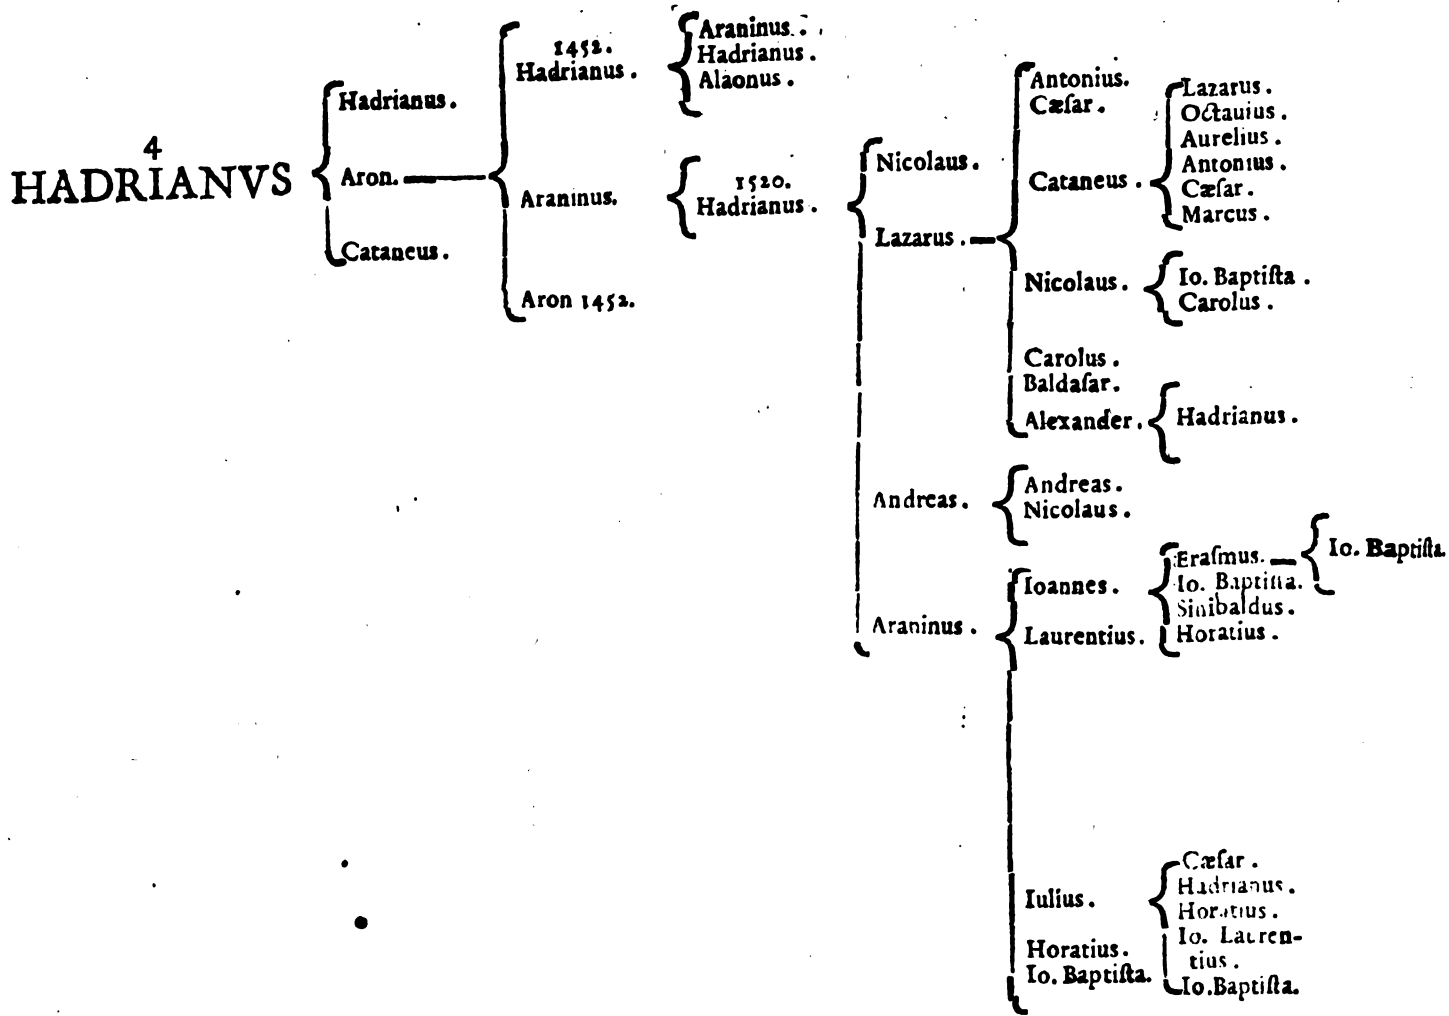 4
HADRIANVS
Hadrianus.
Aron.
Cataneus.
1452.
Hadrianus.
Araninus.
Aron 1452.
Araninus.
Hadrianus.
Alaonus.
1520.
Hadrianus.
Nicolaus.
Lazarus.
Andreas.
Araninus.
Antonius.
Cæſar.
Cataneus.
Nicolaus.
Carolus.
Baldaſar.
Alexander.
Lazarus.
Octauius.
Aurelius.
Antonius.
Cæſar.
Marcus.
Io. Baptiſta.
Carolus.
Hadrianus.
Andreas.
Nicolaus.
Ioannes.
Laurentius.
Iulius.
Horatius.
Io. Baptiſta.
Eraſmus.
Io. Baptiſta.
Sinibaldus.
Horatius.
Io. Baptiſta.
Cæſar.
Hadrianus.
Horatius.
Io. Lauren-
tius.
Io. Baptiſta.